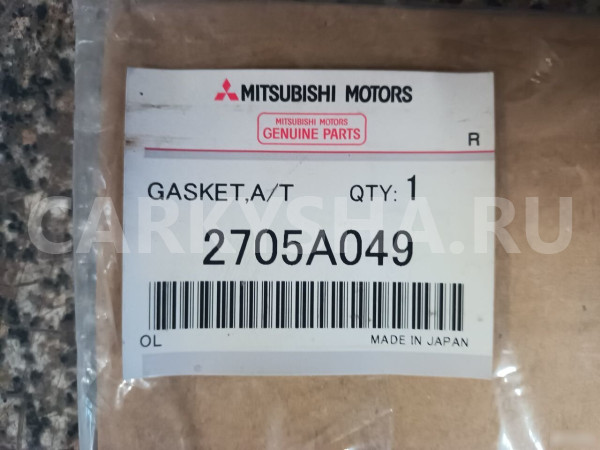 MITSUBISHI MOTORS
MITSUBISHI MOTORS
GENUINE PARTS
R
GASKET,A/T QTY: 1
CARKYSHA.RU
2705A049
OL MADE IN JAPAN